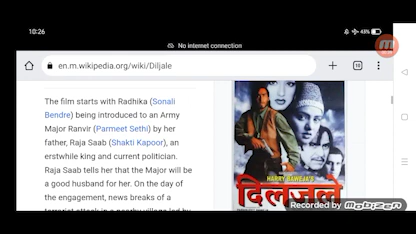 10:26
43%
No internet connection
en.m.wikipedia.org/wiki/Diljale
10
The film starts with Radhika (Sonali
Bendre) being introduced to an Army
Major Ranvir (Parmeet Sethi) by her
father, Raja Saab (Shakti Kapoor), an
erstwhile king and current politician.
Raja Saab tells her that the Major will be
a good husband for her. On the day of
the engagement, news breaks of a
HARRY BAWEJA'S
दिलजले
Recorded by
MOBIZEN